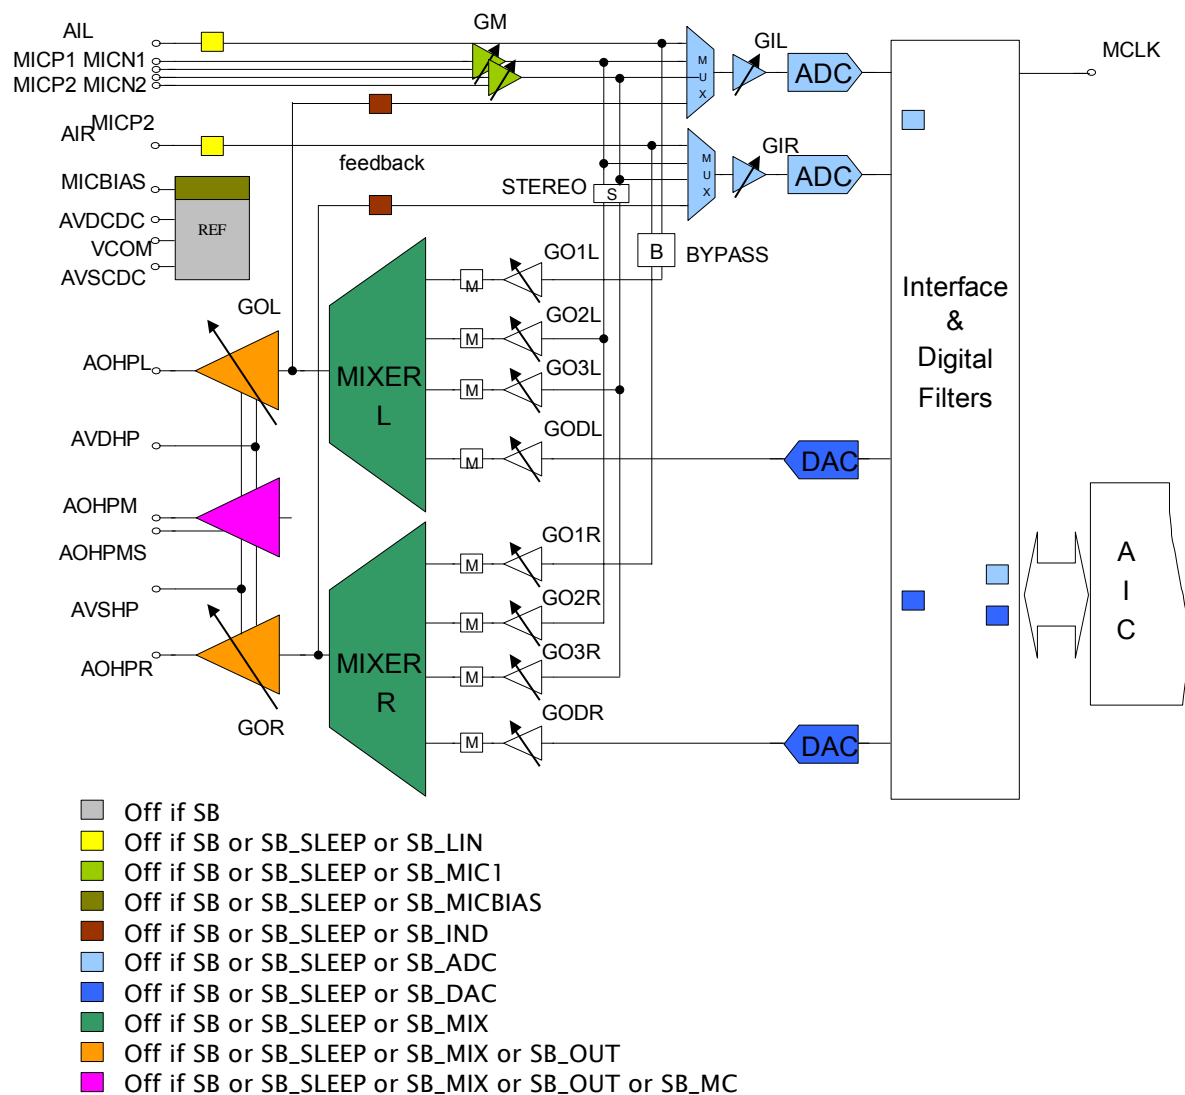 AIL
GM
MICP1 MICN1
MICP2 MICN2
GIL
MCLK
M
U
X
ADC
MICP2
AIR
feedback
GIR
M
U
X
ADC
MICBIAS
STEREO
S
AVDCDC
REF
VCOM
AVSCDC
B
BYPASS
GO1L
M
Interface
&
Digital
Filters
GOL
GO2L
M
AOHPL
MIXER
L
GO3L
M
AVDHP
GODL
M
DAC
AOHPM
AOHPMS
GO1R
M
A
I
C
AVSHP
GO2R
M
AOHPR
MIXER
R
GO3R
M
GOR
GODR
M
DAC
Off if SB
Off if SB or SB_SLEEP or SB_LIN
Off if SB or SB_SLEEP or SB_MIC1
Off if SB or SB_SLEEP or SB_MICBIAS
Off if SB or SB_SLEEP or SB_IND
Off if SB or SB_SLEEP or SB_ADC
Off if SB or SB_SLEEP or SB_DAC
Off if SB or SB_SLEEP or SB_MIX
Off if SB or SB_SLEEP or SB_MIX or SB_OUT
Off if SB or SB_SLEEP or SB_MIX or SB_OUT or SB_MC